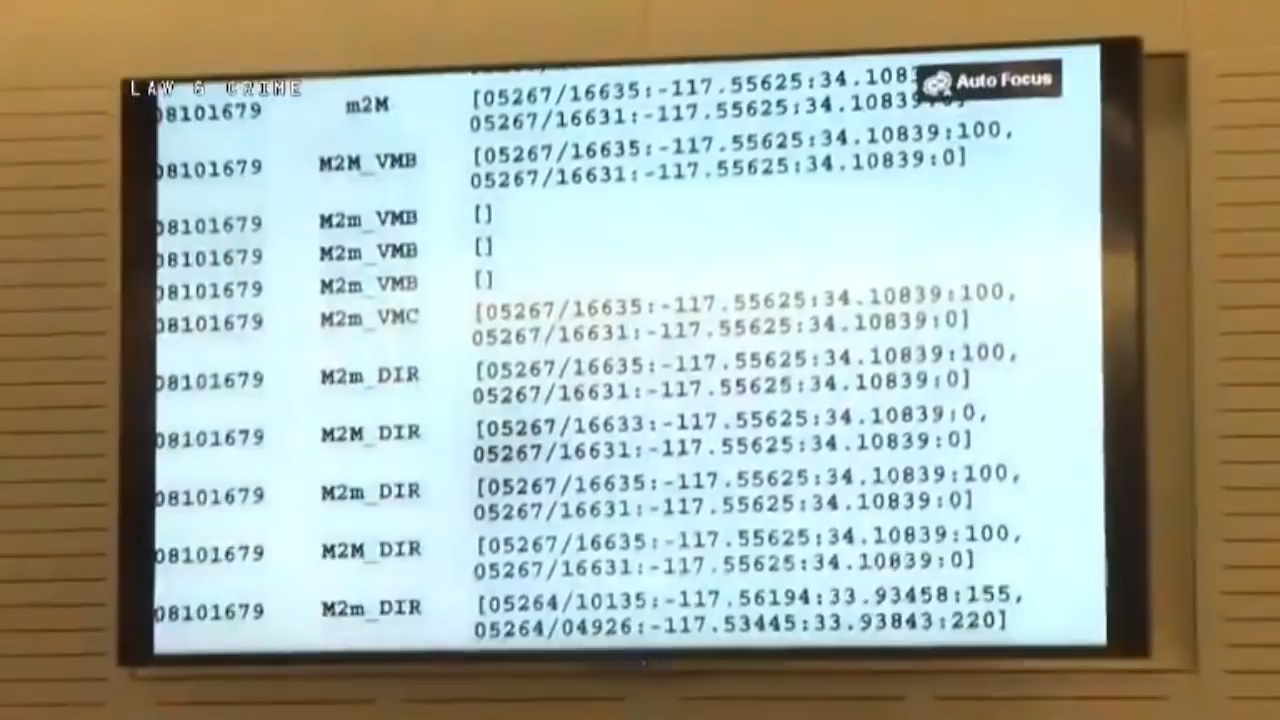 LAW & CRIME
Auto Focus
08101679 m2M [05267/16635:-117.55625:34.1083
05267/16631:-117.55625:34.10839:0]
08101679 M2M_VMB [05267/16635:-117.55625:34.10839:100,
05267/16631:-117.55625:34.10839:0]
08101679 M2m_VMB []
08101679 M2m_VMB []
08101679 M2m_VMB []
08101679 M2m_VMC [05267/16635:-117.55625:34.10839:100,
05267/16631:-117.55625:34.10839:0]
08101679 M2m_DIR [05267/16635:-117.55625:34.10839:100,
05267/16631:-117.55625:34.10839:0]
08101679 M2M_DIR [05267/16633:-117.55625:34.10839:0,
05267/16631:-117.55625:34.10839:0]
08101679 M2m_DIR [05267/16635:-117.55625:34.10839:100,
05267/16631:-117.55625:34.10839:0]
08101679 M2M_DIR [05267/16635:-117.55625:34.10839:100,
05267/16631:-117.55625:34.10839:0]
08101679 M2m_DIR [05264/10135:-117.56194:33.93458:155,
05264/04926:-117.53445:33.93843:220]